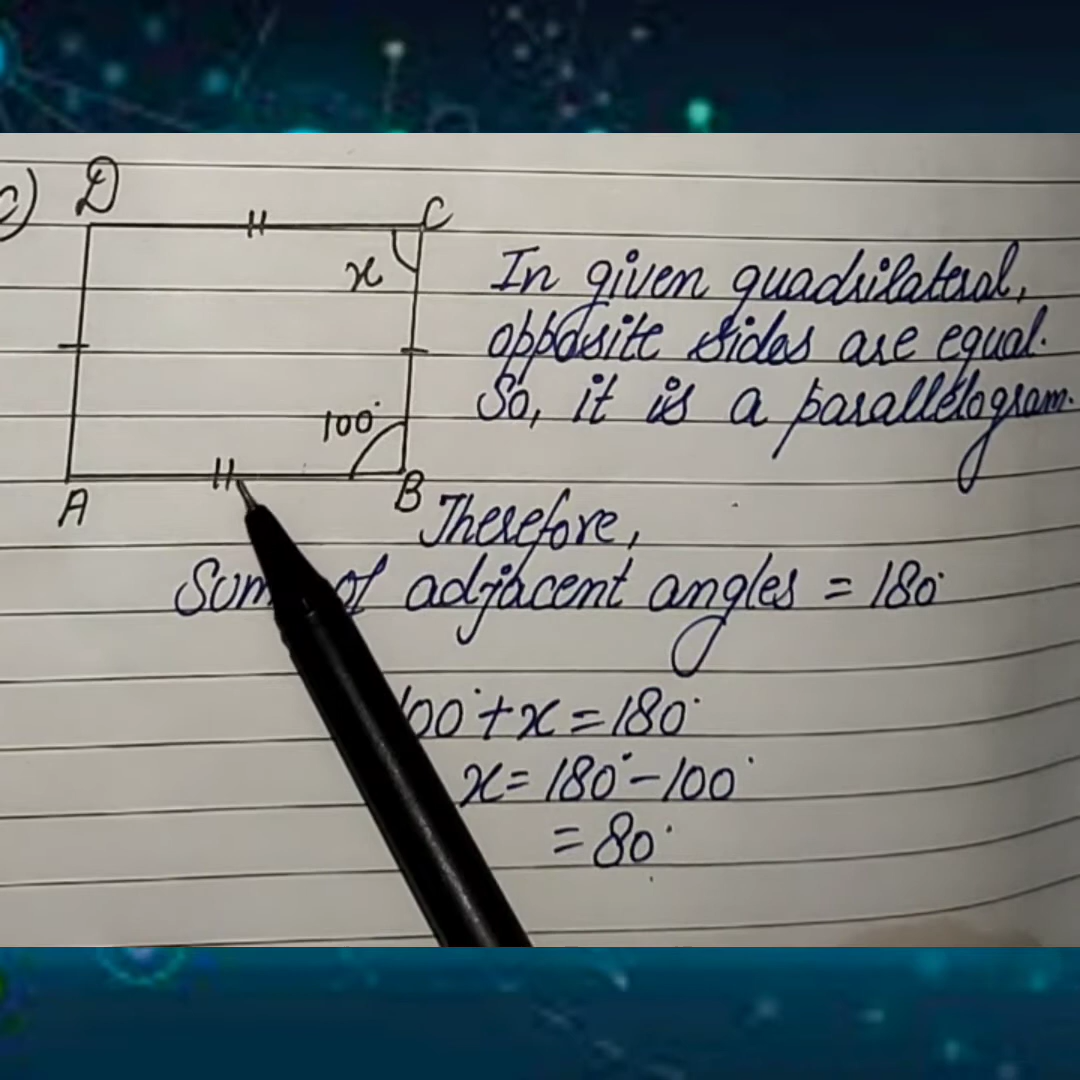 c) D C
x
In given quadrilateral,
opposite sides are equal.
So, it is a parallelogram.
100°
A B
Therefore,
Sum of adjacent angles = 180°
100° + x = 180°
x = 180° - 100°
= 80°